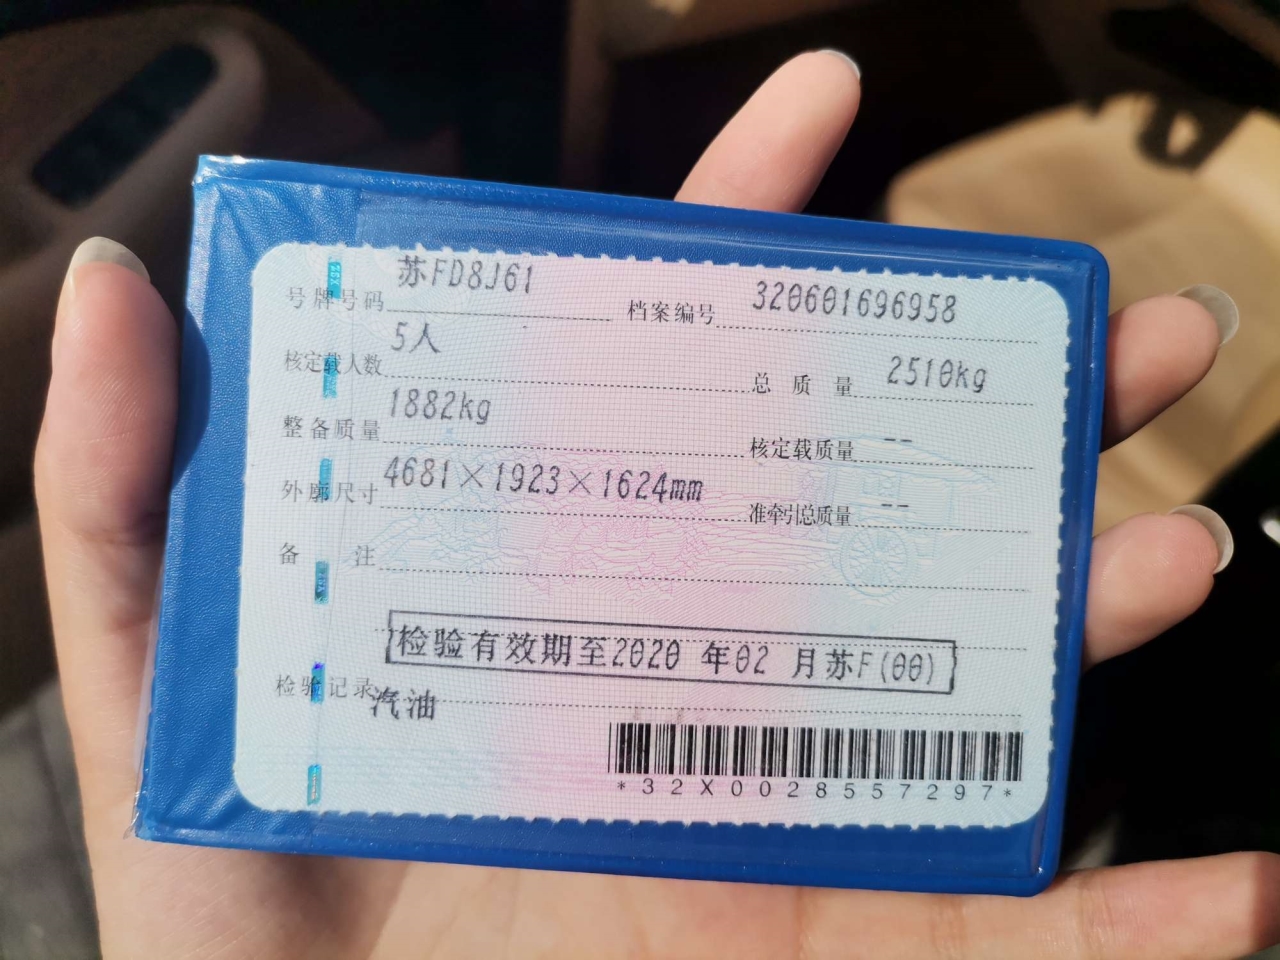 号牌号码 苏FD8J61 档案编号 320601696958
核定载人数 5人 总质量 2510kg
整备质量 1882kg 核定载质量 --
外廓尺寸 4681×1923×1624mm 准牵引总质量 --
备注
检验有效期至2020 年02 月苏F(00)
检验记录 汽油
*32X0028557297*